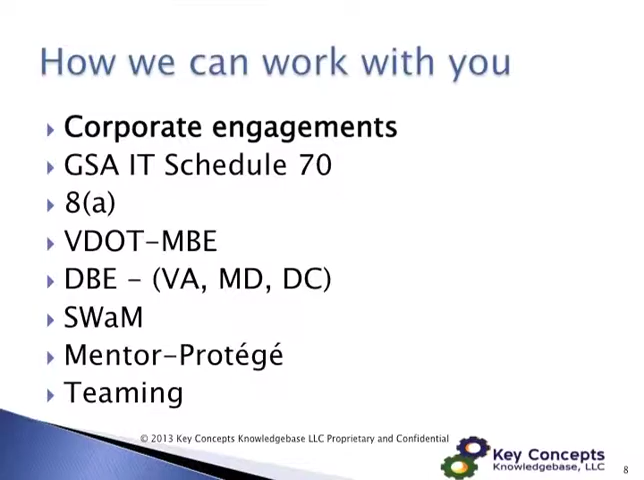 How we can work with you
Corporate engagements
GSA IT Schedule 70
8(a)
VDOT-MBE
DBE - (VA, MD, DC)
SWaM
Mentor-Protégé
Teaming
© 2013 Key Concepts Knowledgebase LLC Proprietary and Confidential
Key Concepts
Knowledgebase, LLC
8